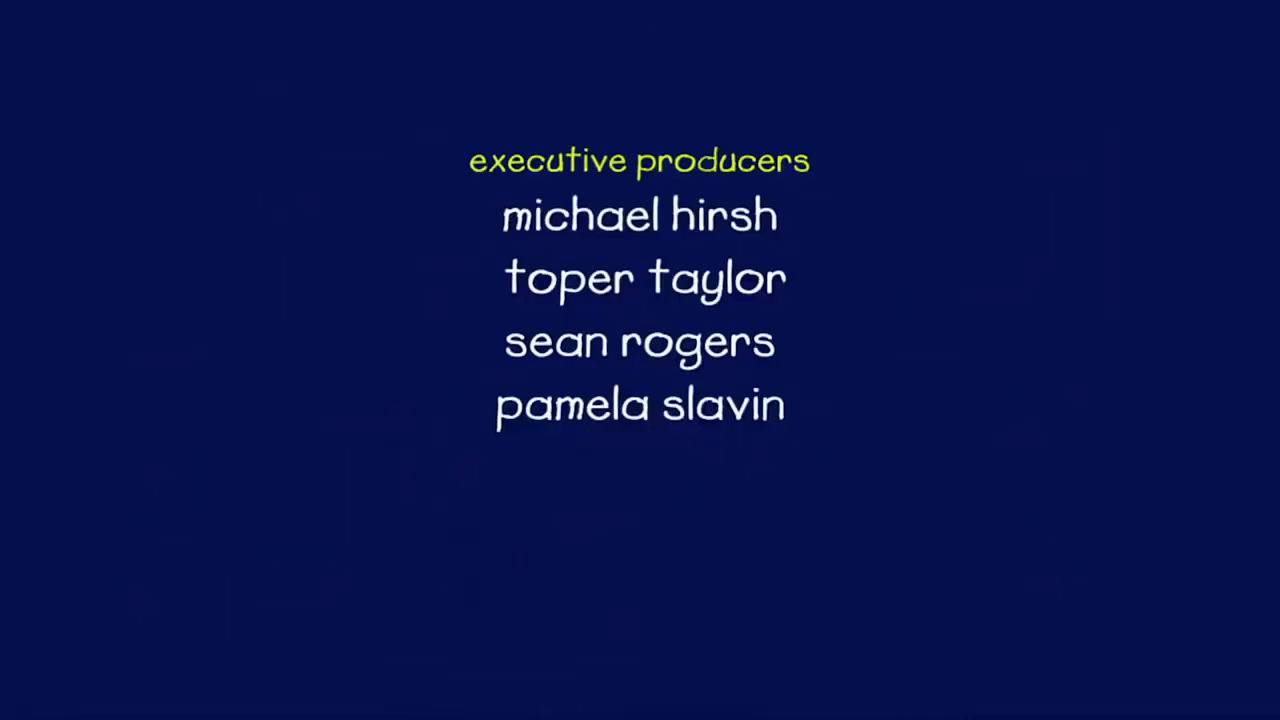 executive producers
michael hirsh
toper taylor
sean rogers
pamela slavin